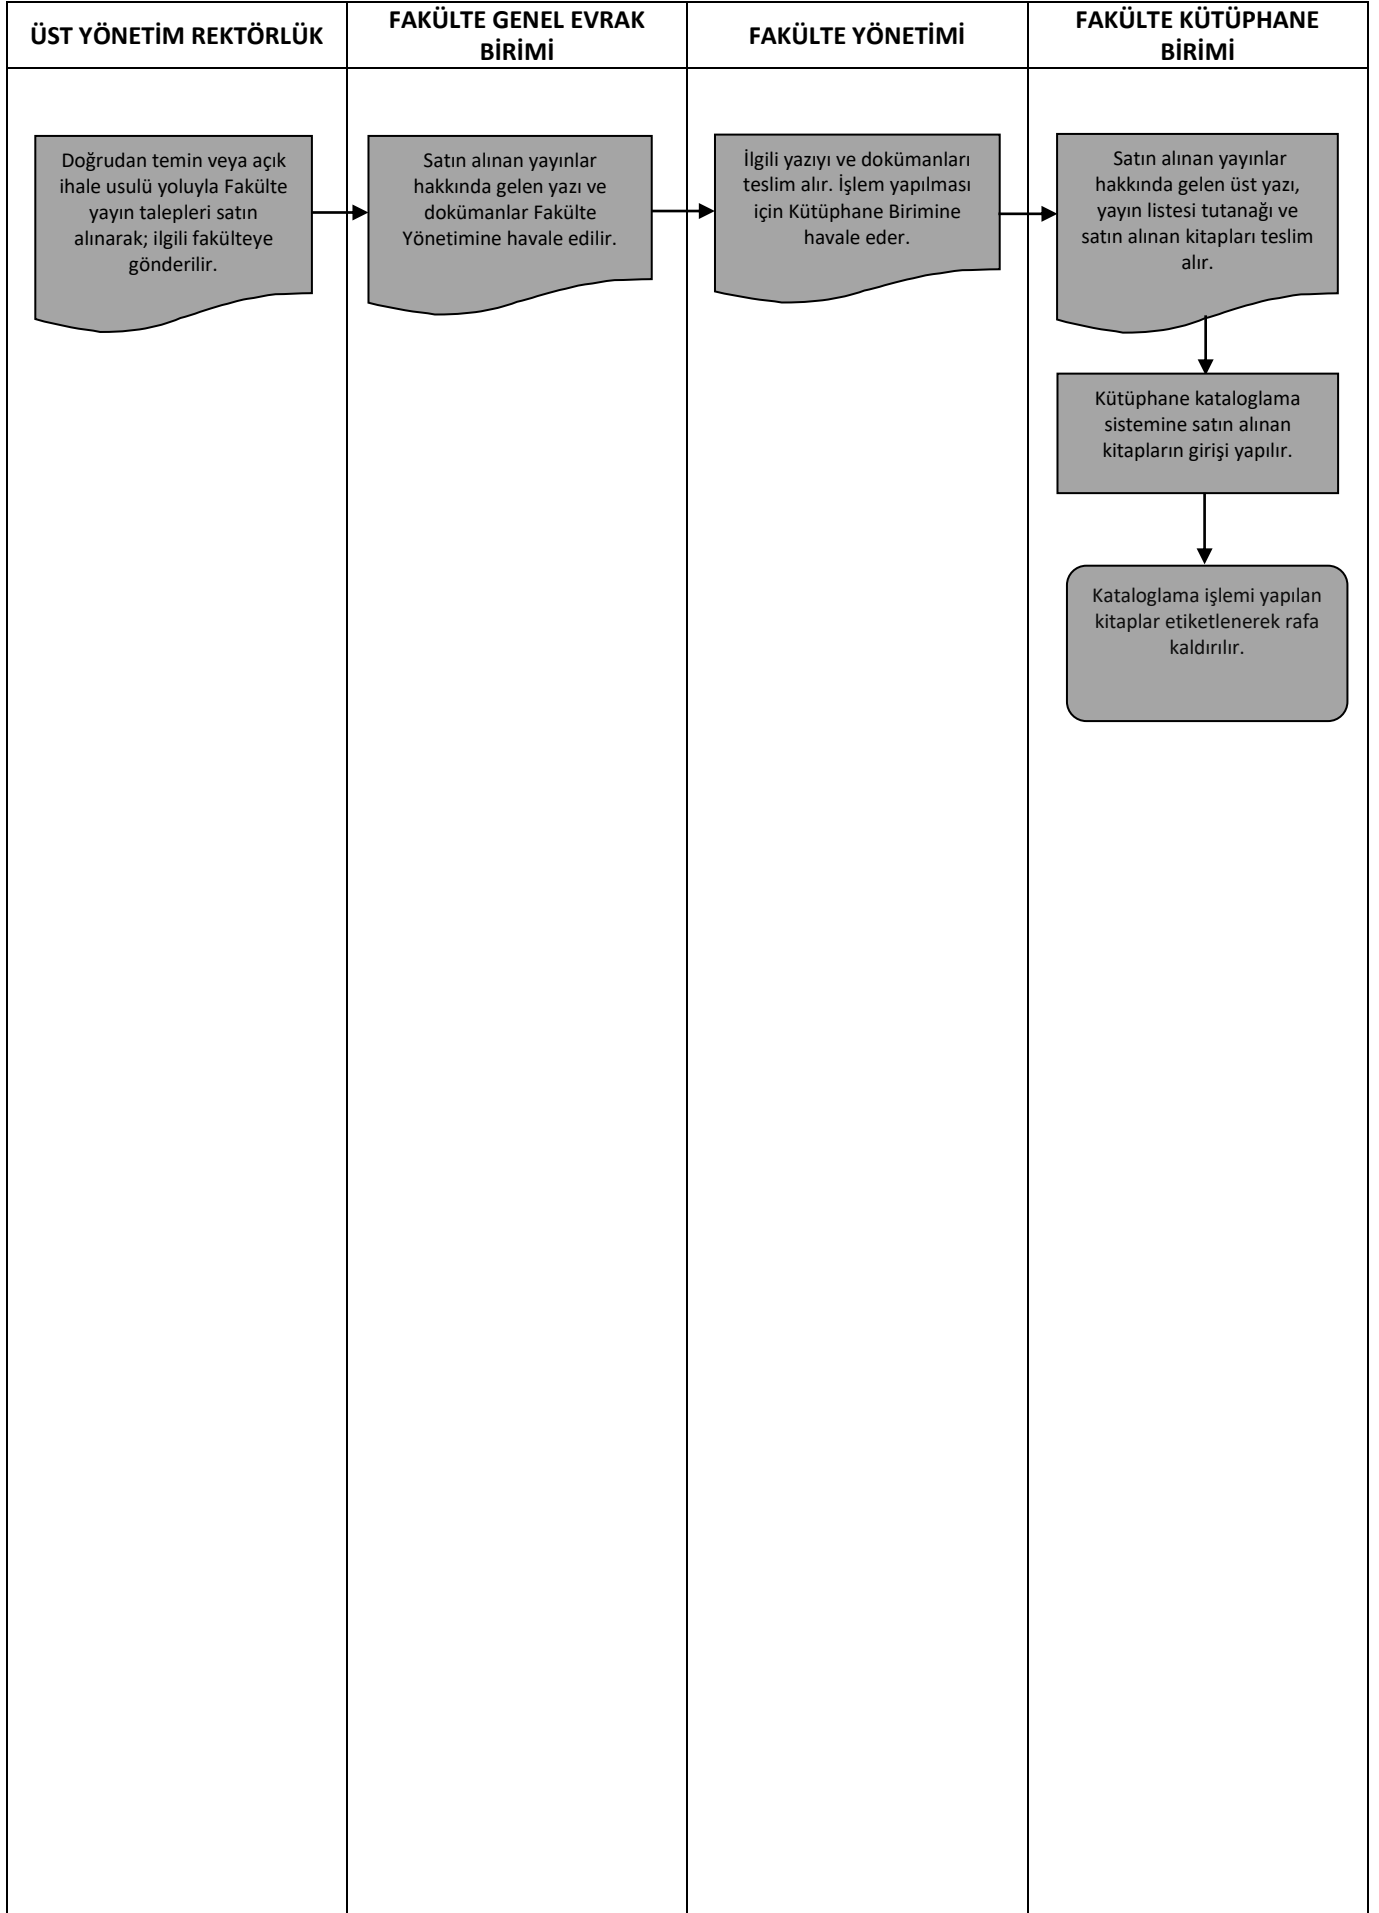 ÜST YÖNETİM REKTÖRLÜK
FAKÜLTE GENEL EVRAK
BİRİMİ
FAKÜLTE YÖNETİMİ
FAKÜLTE KÜTÜPHANE
BİRİMİ
Doğrudan temin veya açık
ihale usulü yoluyla Fakülte
yayın talepleri satın
alınarak; ilgili fakülteye
gönderilir.
Satın alınan yayınlar
hakkında gelen yazı ve
dokümanlar Fakülte
Yönetimine havale edilir.
İlgili yazıyı ve dokümanları
teslim alır. İşlem yapılması
için Kütüphane Birimine
havale eder.
Satın alınan yayınlar
hakkında gelen üst yazı,
yayın listesi tutanağı ve
satın alınan kitapları teslim
alır.
Kütüphane kataloglama
sistemine satın alınan
kitapların girişi yapılır.
Kataloglama işlemi yapılan
kitaplar etiketlenerek rafa
kaldırılır.